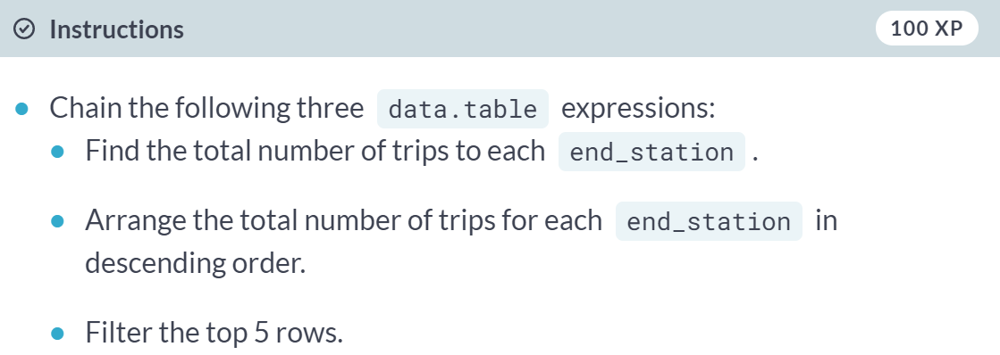 Instructions 100 XP
Chain the following three data.table expressions:
Find the total number of trips to each end_station .
Arrange the total number of trips for each end_station in
descending order.
Filter the top 5 rows.